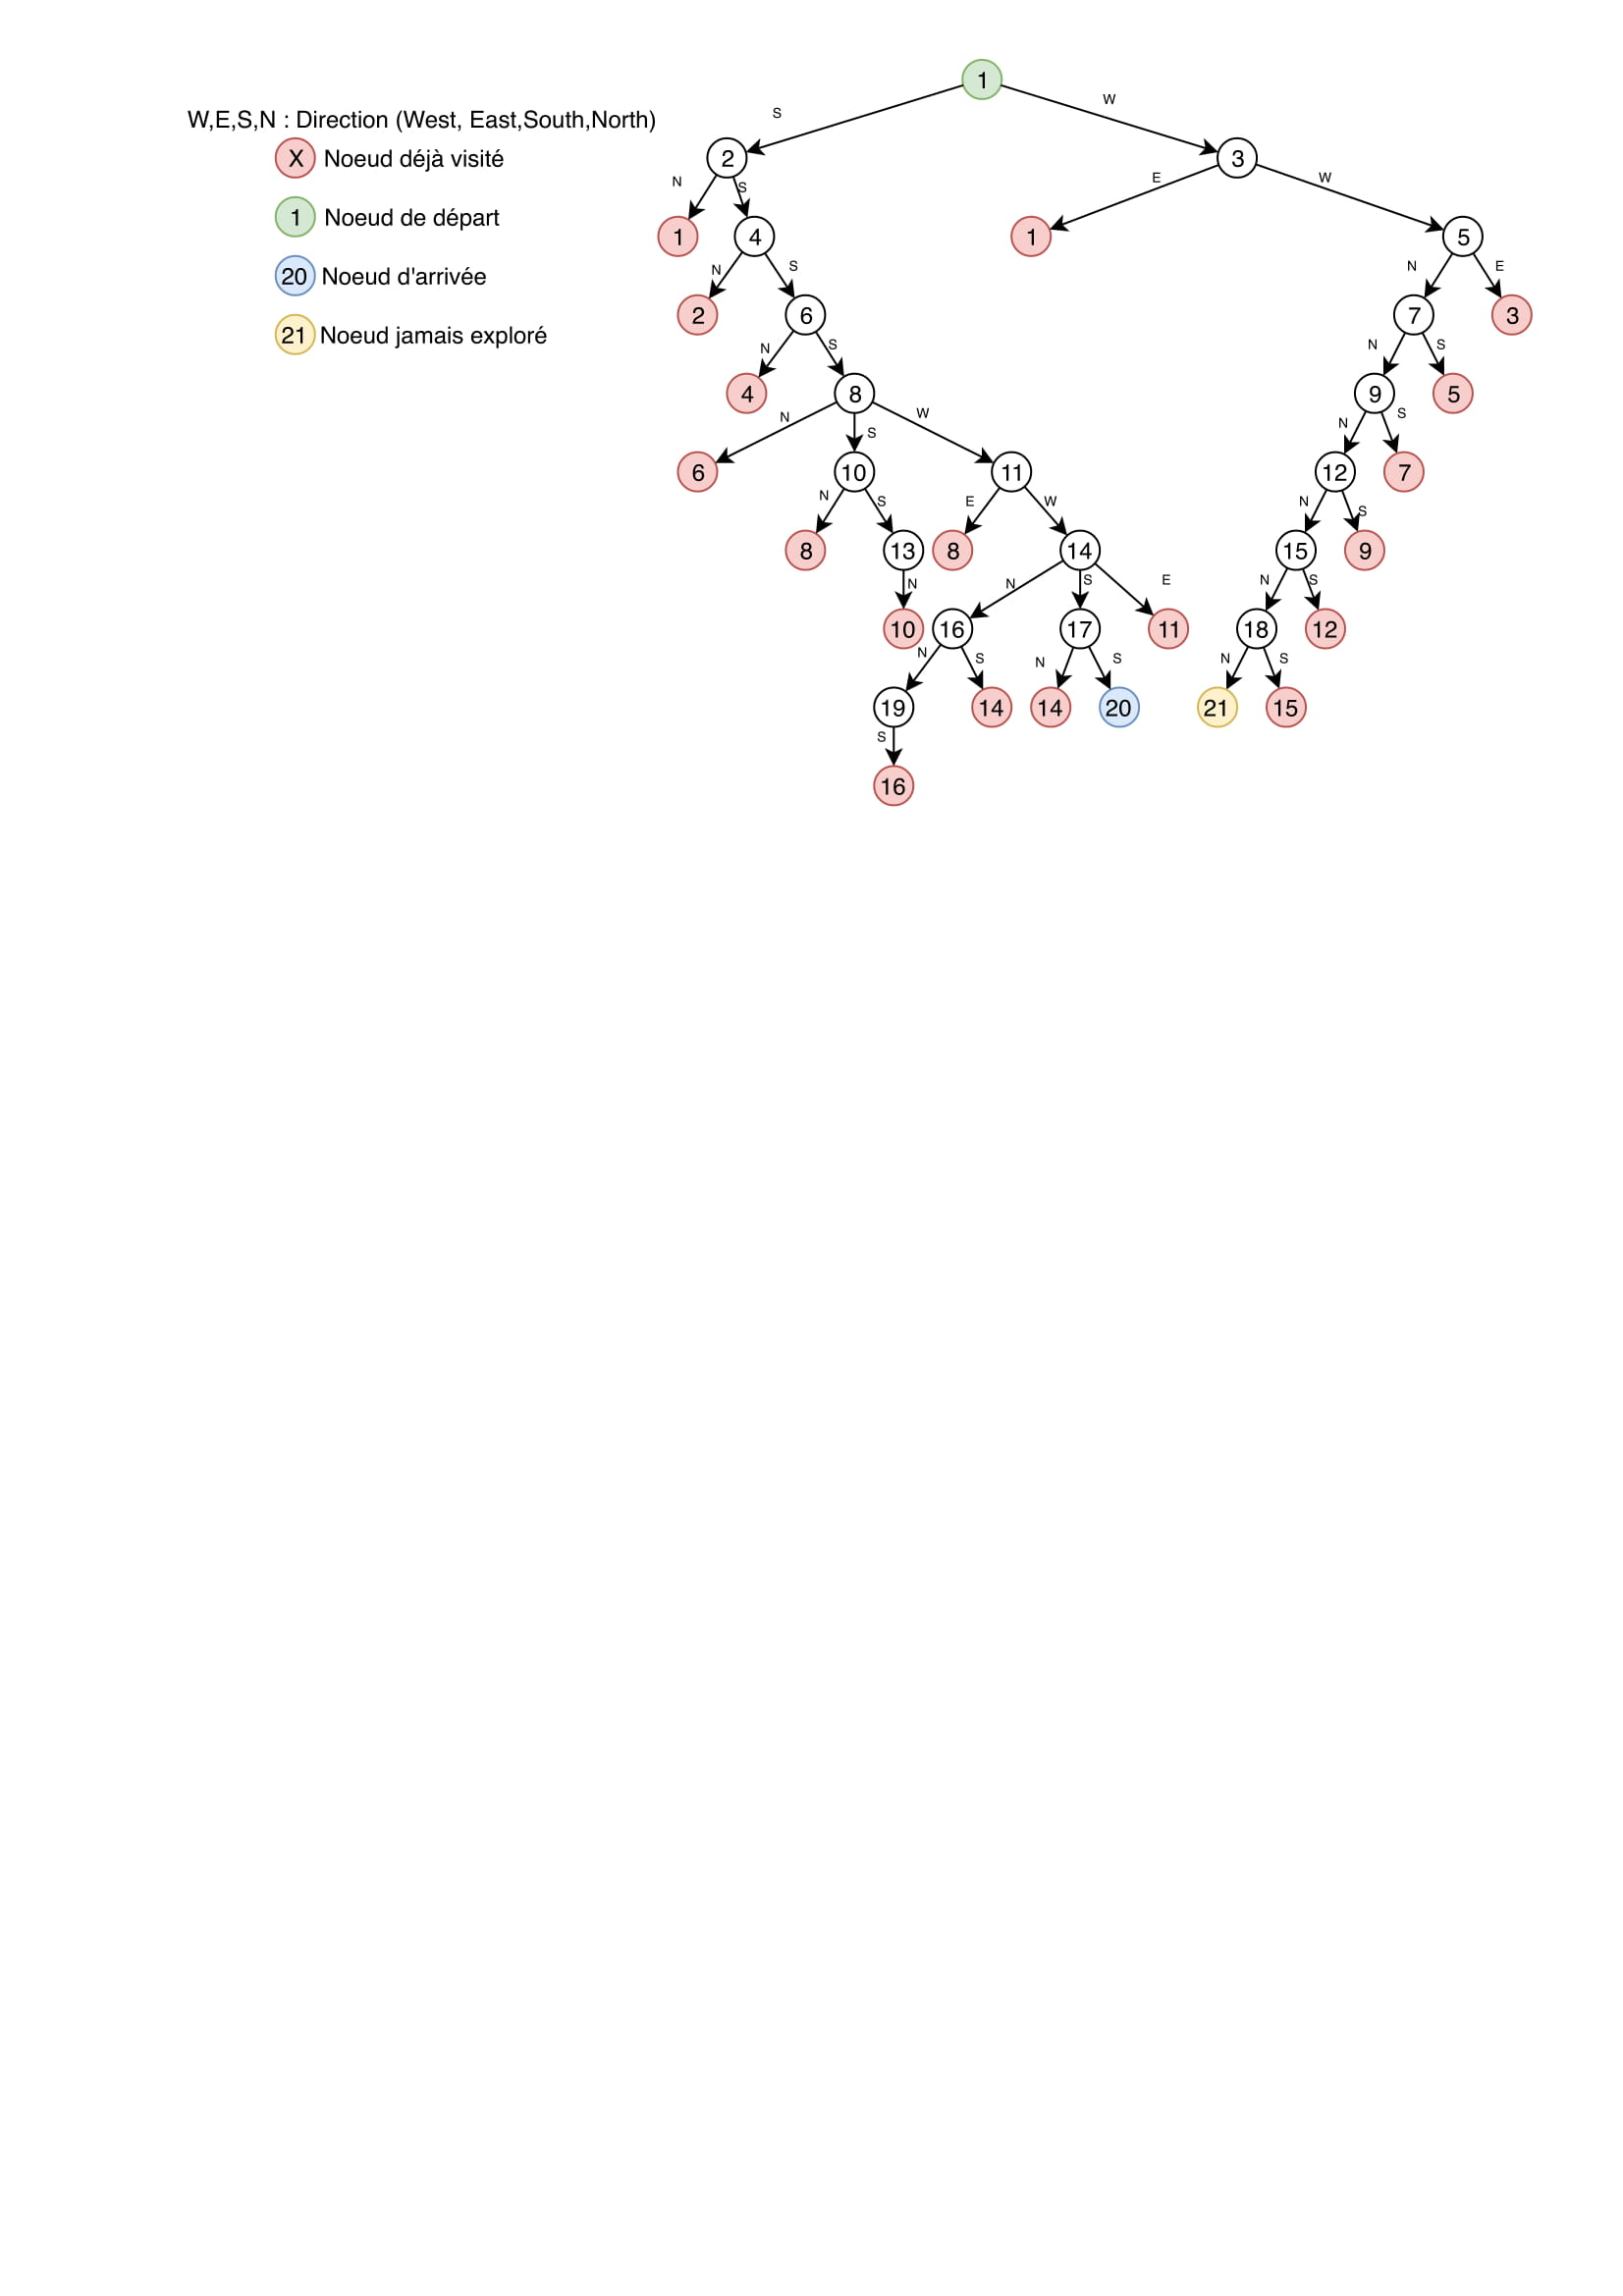 1
S
W
W,E,S,N : Direction (West, East,South,North)
X Noeud déjà visité
2
3
N
S
E
W
1 Noeud de départ
1
4
1
5
N
S
N
E
20 Noeud d'arrivée
2
6
7
3
21 Noeud jamais exploré
N
S
N
S
4
8
9
5
N
S
W
N
S
6
10
11
12
7
N
S
E
W
N
S
8
13
8
14
15
9
N
N
S
E
N
S
10
16
17
11
18
12
N
S
N
S
N
S
19
14
14
20
21
15
S
16